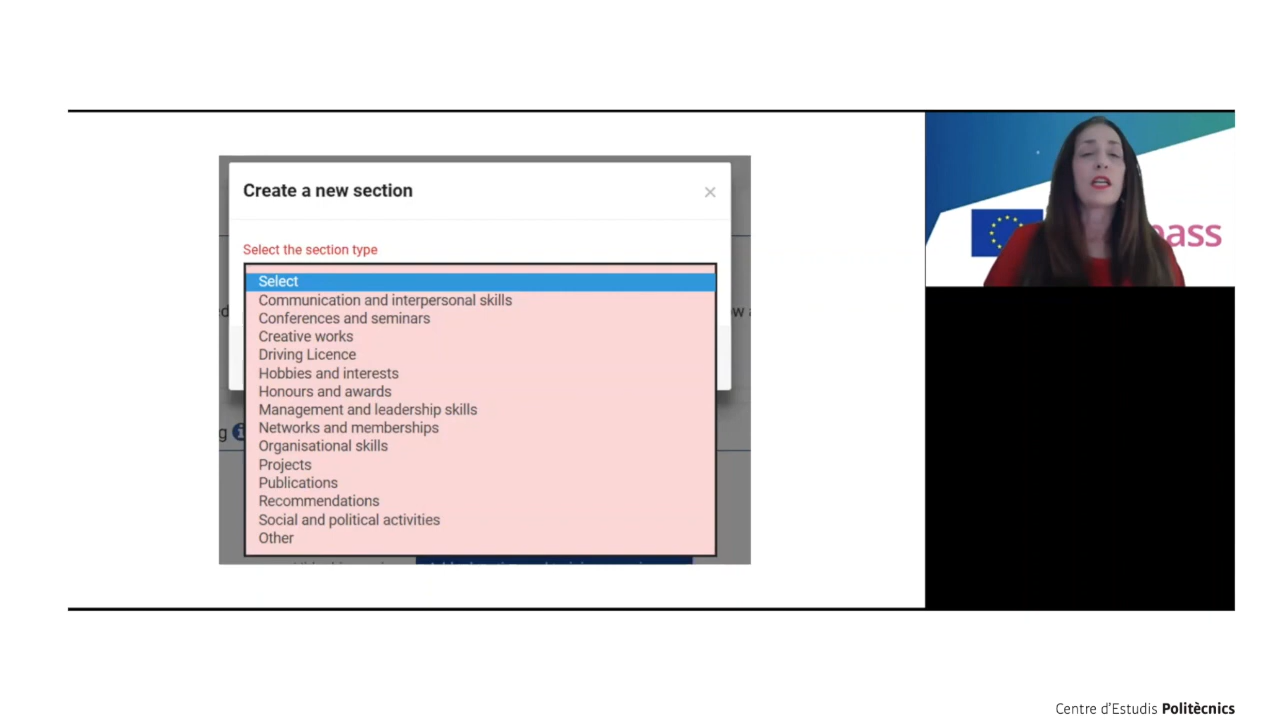 Create a new section
×
Select the section type
Select
Communication and interpersonal skills
Conferences and seminars
Creative works
Driving Licence
Hobbies and interests
Honours and awards
Management and leadership skills
Networks and memberships
Organisational skills
Projects
Publications
Recommendations
Social and political activities
Other
Centre d'Estudis Politècnics